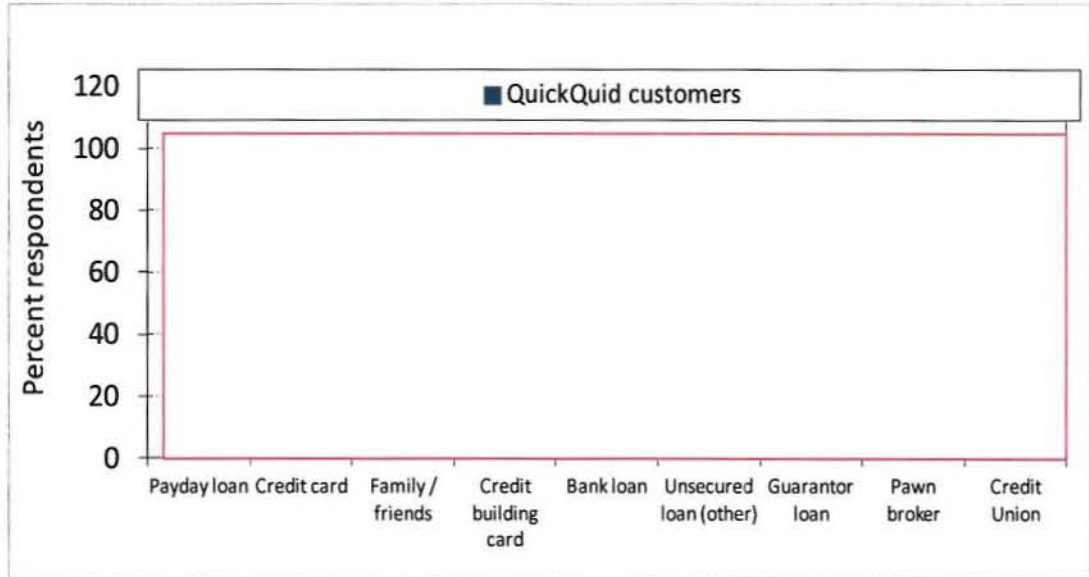 Percent respondents
120
QuickQuid customers
100
80
60
40
20
0
Payday loan
Credit card
Family /
friends
Credit
building
card
Bank loan
Unsecured
loan (other)
Guarantor
loan
Pawn
broker
Credit
Union